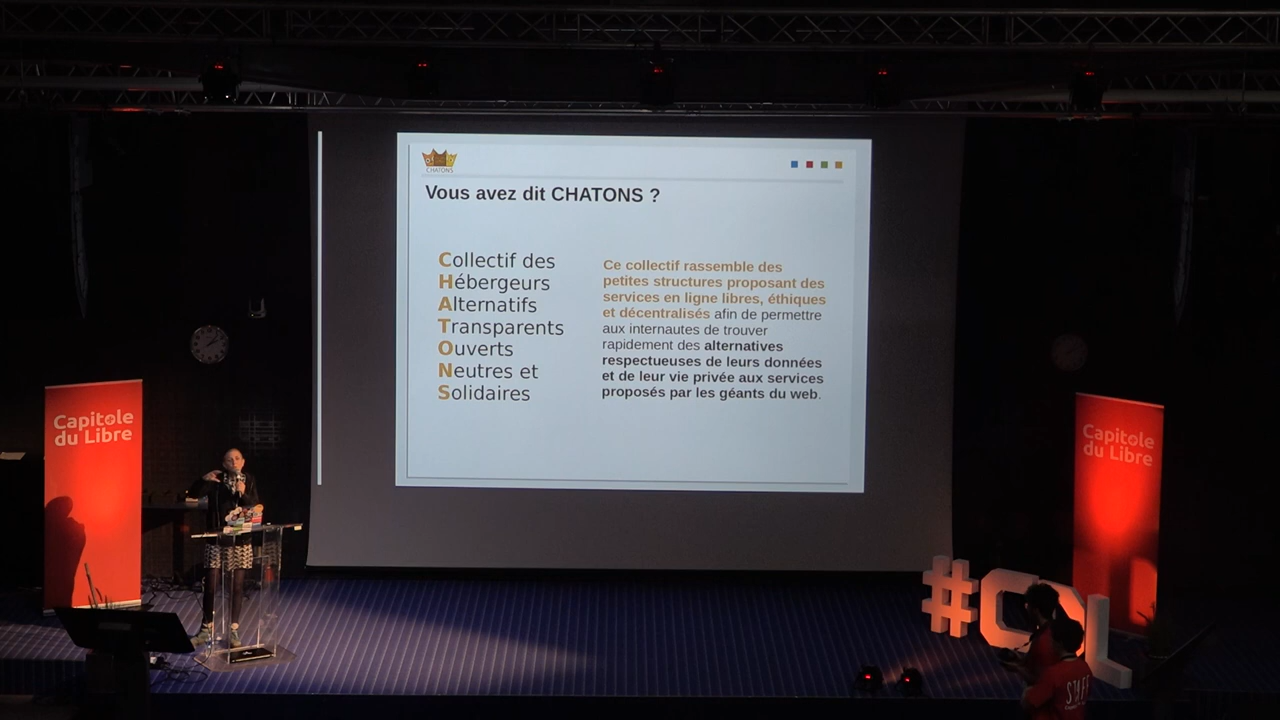 CHATONS
Vous avez dit CHATONS ?
Collectif des
Hébergeurs
Alternatifs
Transparents
Ouverts
Neutres et
Solidaires
Ce collectif rassemble des
petites structures proposant des
services en ligne libres, éthiques
et décentralisés afin de permettre
aux internautes de trouver
rapidement des alternatives
respectueuses de leurs données
et de leur vie privée aux services
proposés par les géants du web.
Capitole
du Libre
Capitole
du Libre
#CDL
STAFF